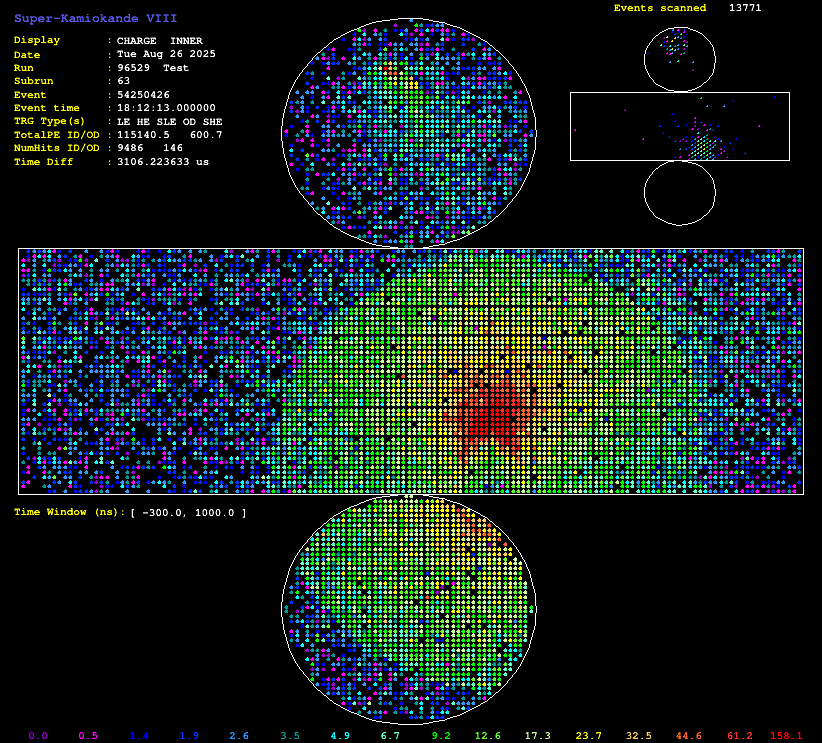 Super-Kamiokande VIII
Events scanned 13771
Display : CHARGE INNER
Date : Tue Aug 26 2025
Run : 96529 Test
Subrun : 63
Event : 54250426
Event time : 18:12:13.000000
TRG Type(s) : LE HE SLE OD SHE
TotalPE ID/OD : 115140.5 600.7
NumHits ID/OD : 9486 146
Time Diff : 3106.223633 us
Time Window (ns): [ -300.0, 1000.0 ]
0.0 0.5 1.4 1.9 2.6 3.5 4.9 6.7 9.2 12.6 17.3 23.7 32.5 44.6 61.2 158.1